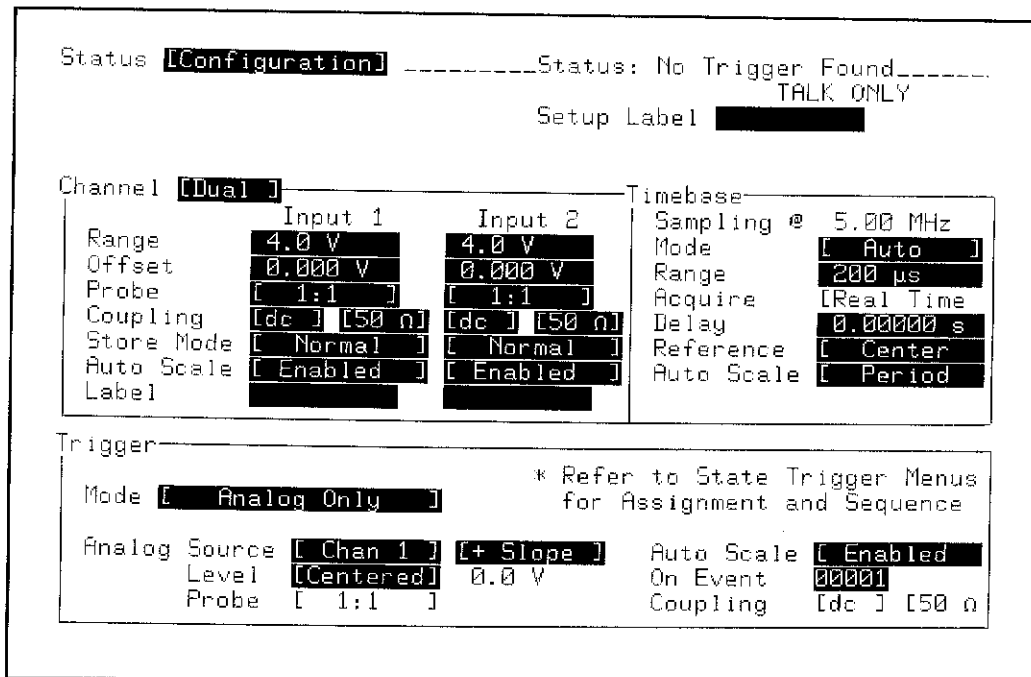 Status [Configuration] __________Status: No Trigger Found_______
TALK ONLY
Setup Label
Channel [Dual ]
Input 1 Input 2
Range 4.0 V 4.0 V
Offset 0.000 V 0.000 V
Probe [ 1:1 ] [ 1:1 ]
Coupling [dc ] [50 Ω] [dc ] [50 Ω]
Store Mode [ Normal ] [ Normal ]
Auto Scale [ Enabled ] [ Enabled ]
Label
Timebase
Sampling @ 5.00 MHz
Mode [ Auto ]
Range 200 µs
Acquire [Real Time
Delay 0.00000 s
Reference [ Center
Auto Scale [ Period
Trigger
Mode [ Analog Only ]
* Refer to State Trigger Menus
for Assignment and Sequence
Analog Source [ Chan 1 ] [+ Slope ]
Level [Centered] 0.0 V
Probe [ 1:1 ]
Auto Scale [ Enabled
On Event 00001
Coupling [dc ] [50 Ω